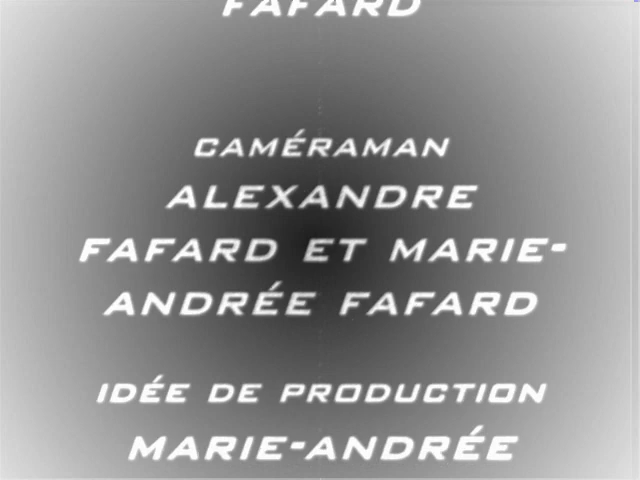 FAFARD
CAMÉRAMAN
ALEXANDRE
FAFARD ET MARIE-
ANDRÉE FAFARD
IDÉE DE PRODUCTION
MARIE-ANDRÉE